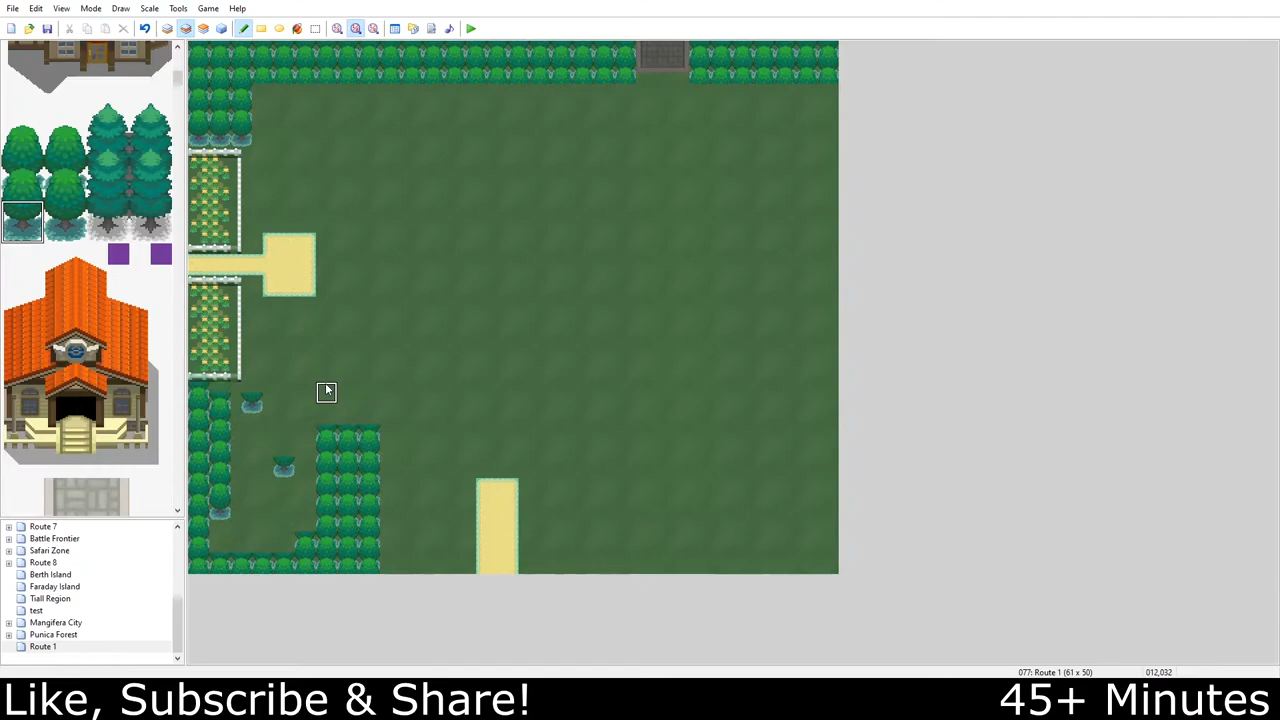 File Edit View Mode Draw Scale Tools Game Help
Route 7
Battle Frontier
Safari Zone
Route 8
Berth Island
Faraday Island
Tiall Region
test
Mangifera City
Punica Forest
Route 1
077: Route 1 (61 x 50) 012,032
Like, Subscribe & Share! 45+ Minutes